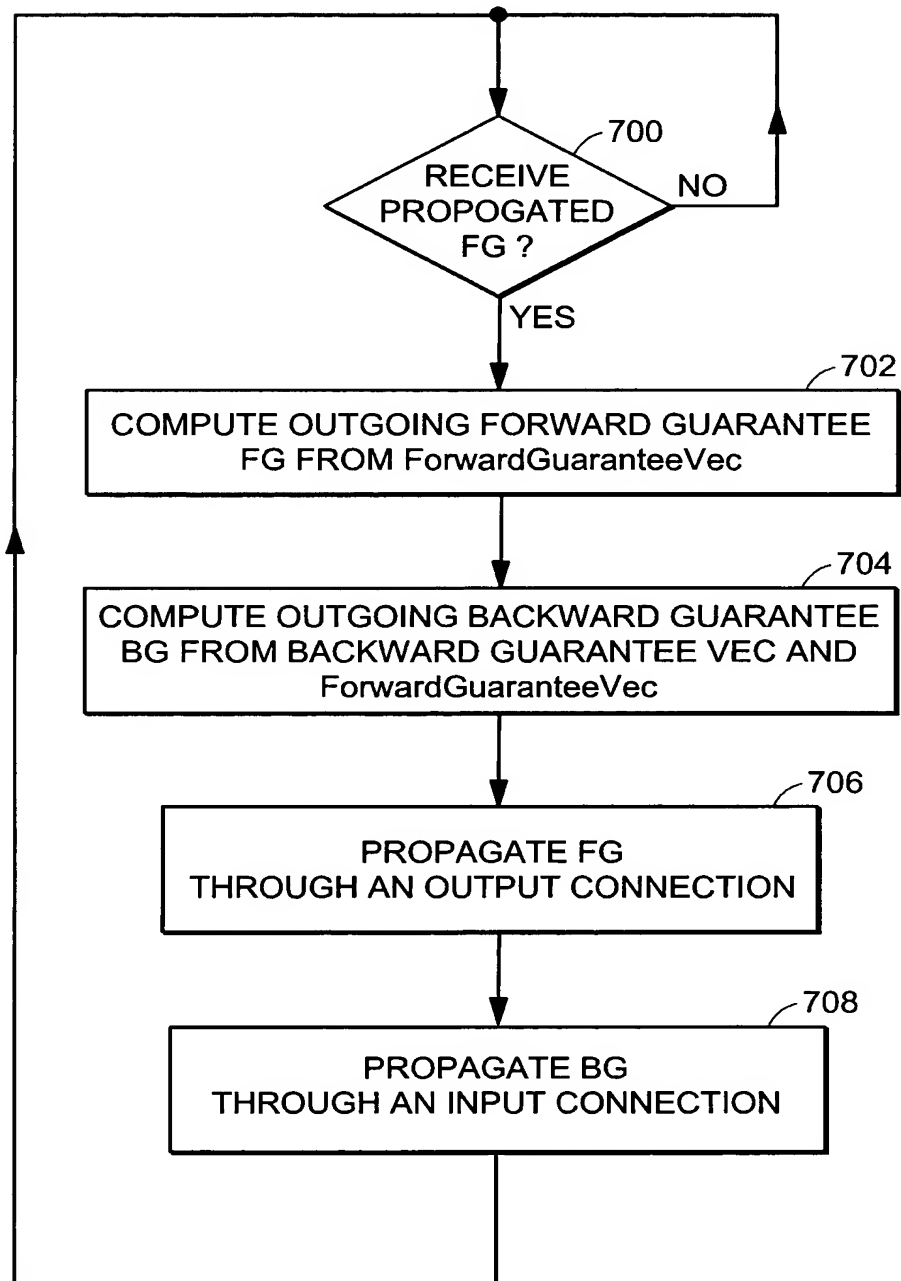 700
RECEIVE
PROPOGATED
FG ?
NO
YES
702
COMPUTE OUTGOING FORWARD GUARANTEE
FG FROM ForwardGuaranteeVec
704
COMPUTE OUTGOING BACKWARD GUARANTEE
BG FROM BACKWARD GUARANTEE VEC AND
ForwardGuaranteeVec
706
PROPAGATE FG
THROUGH AN OUTPUT CONNECTION
708
PROPAGATE BG
THROUGH AN INPUT CONNECTION